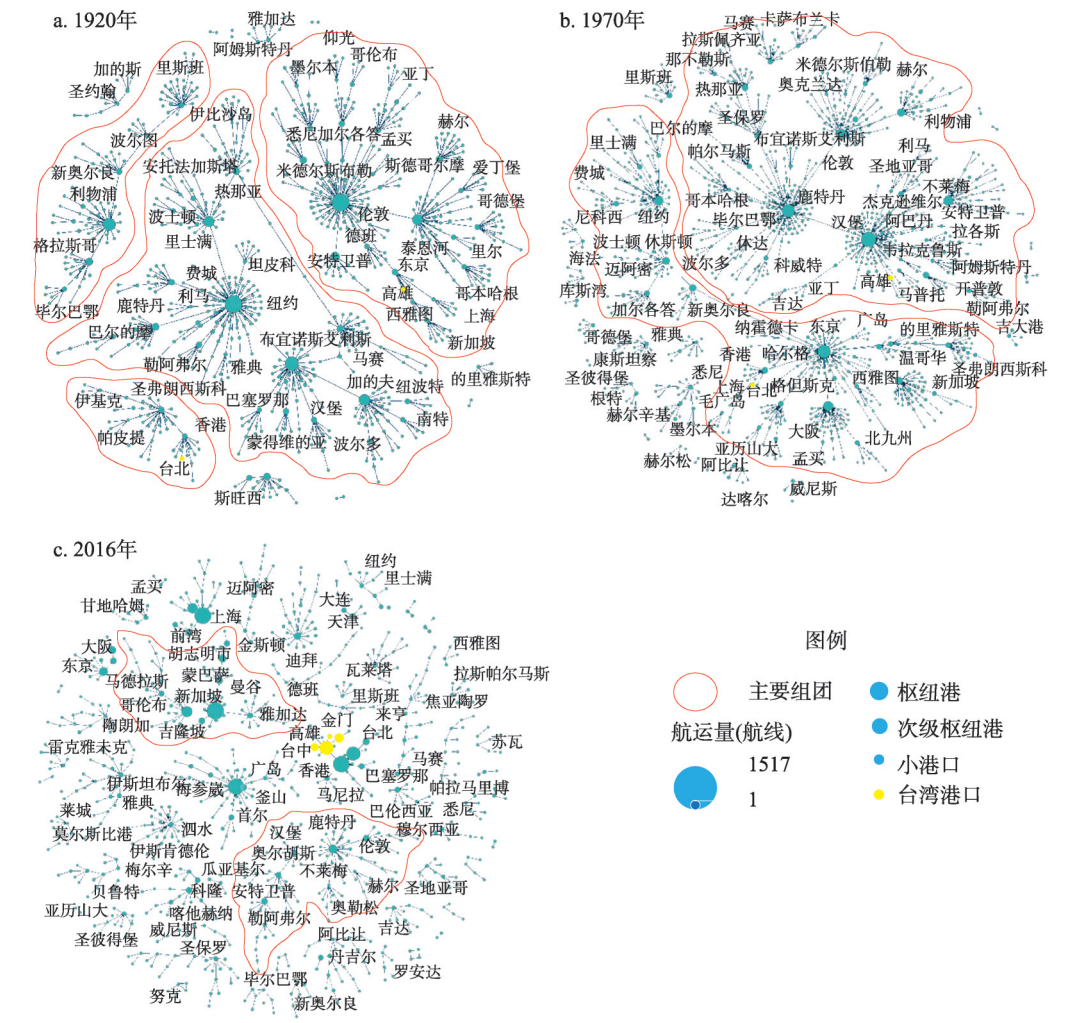 a. 1920年
雅加达
阿姆斯特丹
仰光
哥伦布
墨尔本
亚丁
加的斯
里斯班
圣约翰
伊比沙岛
波尔图
悉尼加尔各答
孟买
赫尔
新奥尔良
安托法加斯塔
米德尔斯布勒
斯德哥尔摩
爱丁堡
利物浦
热那亚
哥德堡
波士顿
伦敦
里士满
德班
格拉斯哥
泰恩河
里尔
坦皮科
安特卫普
东京
费城
高雄
哥本哈根
利马
纽约
毕尔巴鄂
鹿特丹
西雅图
上海
巴尔的摩
布宜诺斯艾利斯
新加坡
勒阿弗尔
雅典
马赛
圣弗朗西斯科
加的夫
纽波特
的里雅斯特
伊基克
巴塞罗那
汉堡
南特
帕皮提
香港
蒙得维的亚
波尔多
台北
斯旺西
b. 1970年
马赛
卡萨布兰卡
拉斯佩齐亚
那不勒斯
米德尔斯佰勒
赫尔
里斯班
热那亚
奥克兰达
圣保罗
利物浦
巴尔的摩
布宜诺斯艾利斯
里士满
帕尔马斯
利马
伦敦
圣地亚哥
费城
不莱梅
哥本哈根
鹿特丹
杰克逊维尔
尼科西
纽约
毕尔巴鄂
汉堡
阿巴丹
安特卫普
拉各斯
波士顿
休斯顿
休达
韦拉克鲁斯
海法
迈阿密
波尔多
科威特
阿姆斯特丹
库斯湾
亚丁
高雄
马普托
开普敦
加尔各答
新奥尔良
吉达
勒阿弗尔
广岛
吉大港
哥德堡
雅典
纳霍德卡
东京
的里雅斯特
康斯坦察
香港
哈尔格
温哥华
圣弗朗西斯科
圣彼得堡
悉尼
上海
台北
格但斯克
西雅图
新加坡
根特
毛广岛
赫尔辛基
墨尔本
大阪
北九州
亚历山大
赫尔松
阿比让
孟买
达喀尔
威尼斯
c. 2016年
纽约
孟买
迈阿密
里士满
甘地哈姆
大连
上海
天津
前湾
大阪
胡志明市
金斯顿
西雅图
东京
迪拜
瓦莱塔
蒙巴萨
拉斯帕尔马斯
马德拉斯
曼谷
德班
新加坡
里斯班
焦亚陶罗
哥伦布
雅加达
金门
米亨
陶朗加
吉隆坡
高雄
台北
苏瓦
雷克雅未克
台中
广岛
香港
马赛
伊斯坦布尔
梅参崴
巴塞罗那
帕拉马里博
雅典
釜山
马尼拉
莱城
首尔
巴伦西亚
悉尼
莫尔斯比港
泗水
鹿特丹
穆尔西亚
汉堡
伊斯肯德伦
奥尔胡斯
伦敦
梅尔辛
瓜亚基尔
不来梅
贝鲁特
科隆
安特卫普
赫尔
圣地亚哥
亚历山大
喀他赫纳
勒阿弗尔
奥勒松
威尼斯
吉达
圣彼得堡
圣保罗
阿比让
丹吉尔
毕尔巴鄂
罗安达
努克
新奥尔良
图例
主要组团
航运量(航线)
1517
1
枢纽港
次级枢纽港
小港口
台湾港口